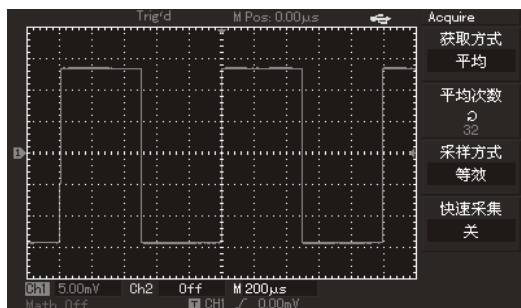 Trig'd M Pos: 0.00μs Acquire
获取方式
平均
平均次数
32
采样方式
等效
快速采集
关
1
Ch1 5.00mV Ch2 Off M 200μs
Math Off T CH1 0.00mV